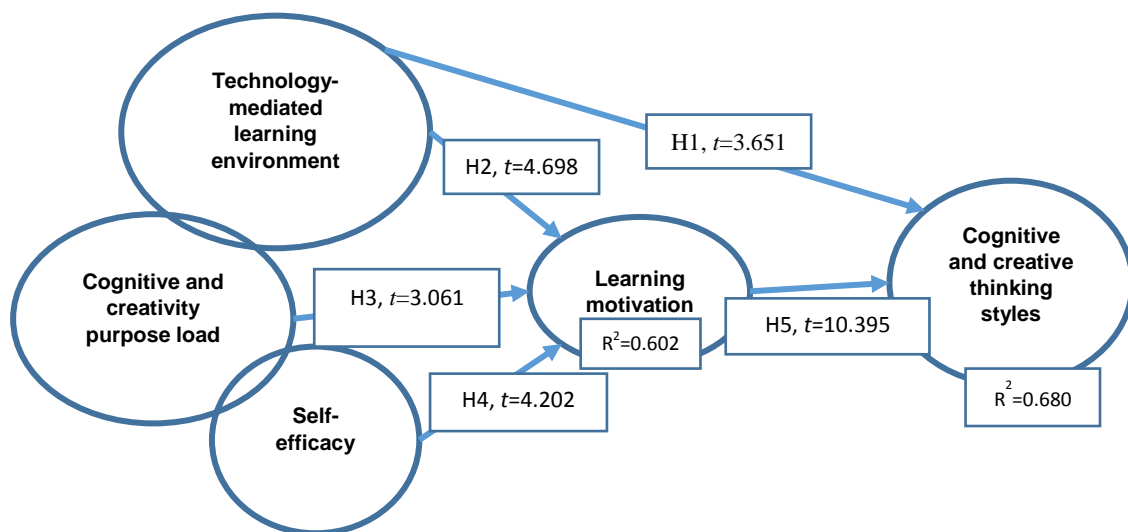 Technology-
mediated
learning
environment
H1, t=3.651
H2, t=4.698
Cognitive and
creativity
purpose load
H3, t=3.061
Learning
motivation
R²=0.602
Cognitive
and creative
thinking
styles
H5, t=10.395
R²=0.680
H4, t=4.202
Self-
efficacy